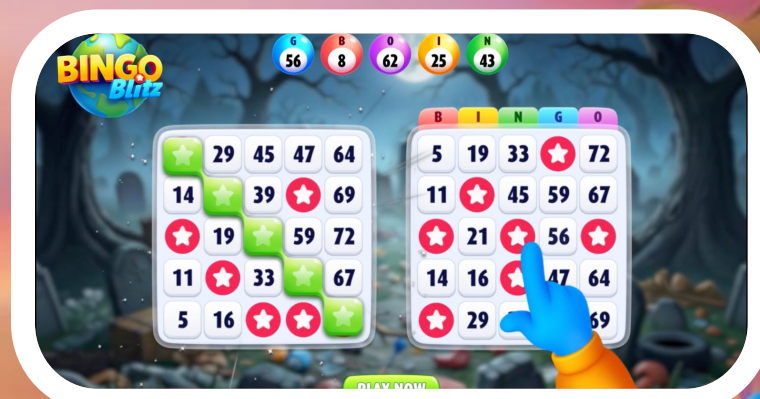 BINGO
Blitz
G B O I N
56 8 62 25 43
B I N G O
29 45 47 64
14 39 69
19 59 72
11 33 67
5 16
5 19 33 72
11 45 59 67
21 56
14 16 47 64
29 69
PLAY NOW